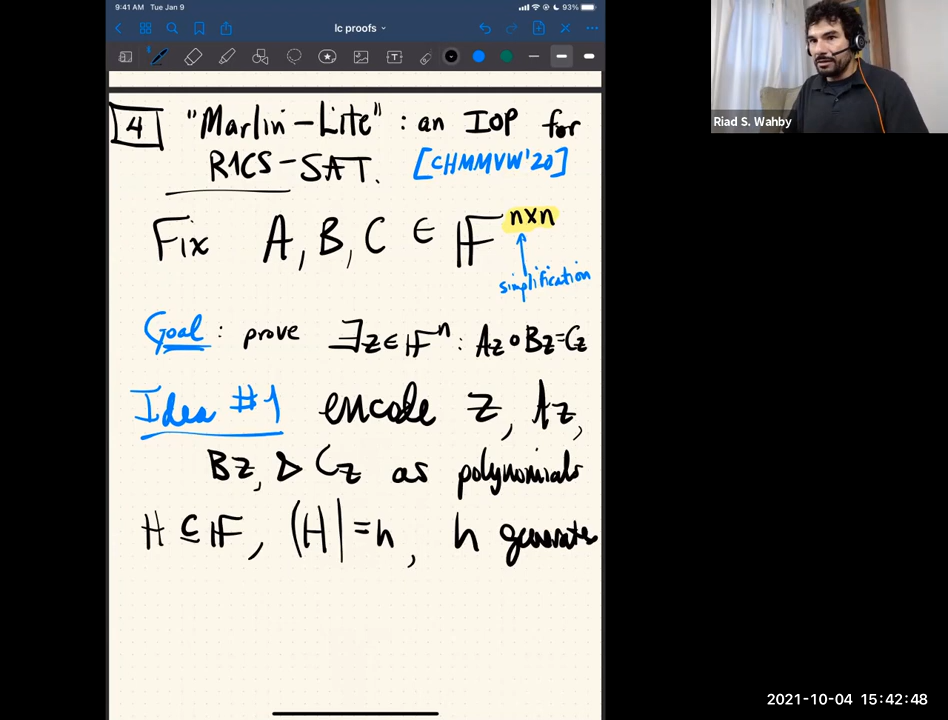 9:41 AM Tue Jan 9
93%
lc proofs
4 "Marlin-Lite" : an IOP for
R1CS-SAT. [CHMMVW'20]
Fix A, B, C ∈ 𝔽^{n×n}
simplification
Goal: prove ∃z∈𝔽^n : Az∘Bz=Cz
Idea #1 encode z, Az,
Bz, & Cz as polynomials
H ⊆ 𝔽, |H| = n, h generates
Riad S. Wahby
2021-10-04 15:42:48